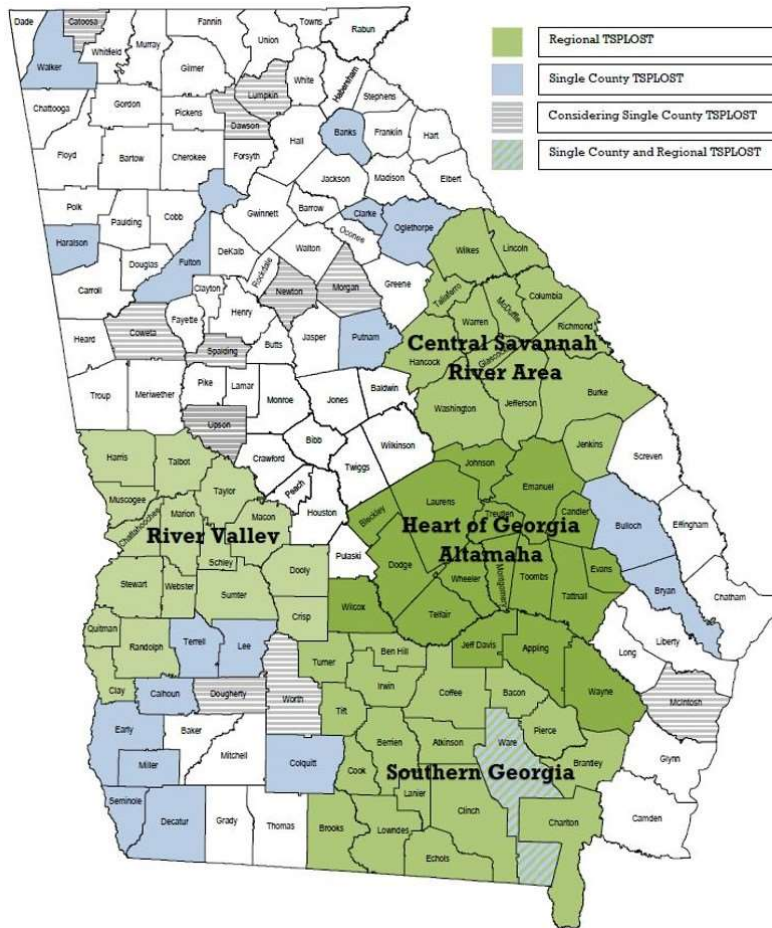 Regional TSPLOST
Single County TSPLOST
Considering Single County TSPLOST
Single County and Regional TSPLOST
Dade
Catoosa
Fannin
Towns
Rabun
Union
Murray
Whitfield
Walker
Gilmer
White
Habersham
Lumpkin
Stephens
Chattooga
Gordon
Pickens
Dawson
Banks
Franklin
Hart
Hall
Floyd
Bartow
Cherokee
Forsyth
Jackson
Madison
Elbert
Polk
Paulding
Cobb
Gwinnett
Barrow
Clarke
Oglethorpe
Oconee
Haralson
Douglas
Fulton
DeKalb
Walton
Wilkes
Lincoln
Rockdale
Carroll
Clayton
Newton
Morgan
Greene
Taliaferro
Columbia
McDuffie
Warren
Henry
Fayette
Coweta
Heard
Spalding
Butts
Jasper
Putnam
Richmond
Central Savannah
River Area
Glascock
Hancock
Troup
Meriwether
Pike
Lamar
Monroe
Jones
Baldwin
Burke
Washington
Jefferson
Upson
Bibb
Wilkinson
Jenkins
Screven
Harris
Talbot
Crawford
Twiggs
Johnson
Emanuel
Taylor
Peach
Muscogee
Marion
Macon
Houston
Bleckley
Laurens
Treutlen
Candler
Bulloch
Effingham
Chattahoochee
River Valley
Heart of Georgia
Altamaha
Schley
Pulaski
Dooly
Dodge
Wheeler
Montgomery
Toombs
Evans
Tattnall
Bryan
Chatham
Stewart
Webster
Sumter
Crisp
Wilcox
Telfair
Liberty
Long
Quitman
Randolph
Terrell
Lee
Turner
Ben Hill
Jeff Davis
Appling
Wayne
Clay
Calhoun
Dougherty
Worth
Irwin
Coffee
Bacon
McIntosh
Tift
Pierce
Early
Baker
Mitchell
Berrien
Atkinson
Ware
Brantley
Glynn
Miller
Colquitt
Cook
Southern Georgia
Lanier
Clinch
Charlton
Camden
Seminole
Decatur
Grady
Thomas
Brooks
Lowndes
Echols